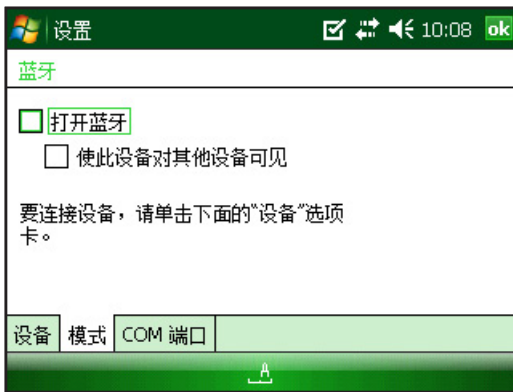 设置
10:08
ok
蓝牙
打开蓝牙
使此设备对其他设备可见
要连接设备，请单击下面的"设备"选项
卡。
设备
模式
COM 端口